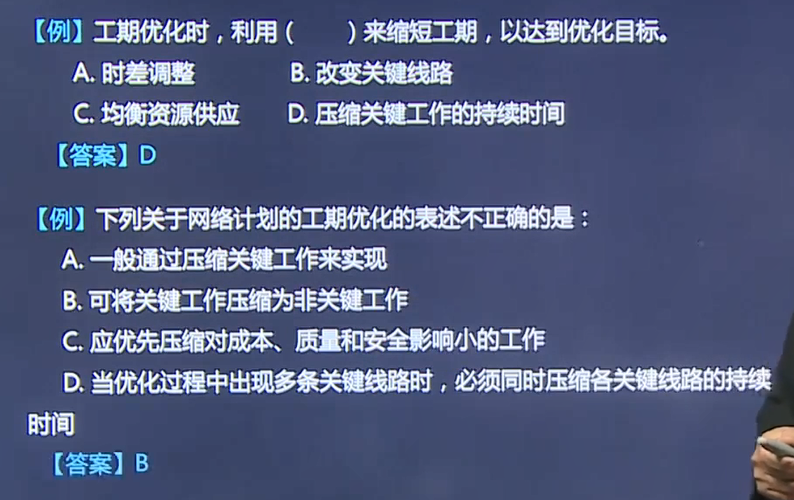 【例】工期优化时，利用（　　）来缩短工期，以达到优化目标。
A. 时差调整　　B. 改变关键线路
C. 均衡资源供应　　D. 压缩关键工作的持续时间
【答案】D
【例】下列关于网络计划的工期优化的表述不正确的是：
A. 一般通过压缩关键工作来实现
B. 可将关键工作压缩为非关键工作
C. 应优先压缩对成本、质量和安全影响小的工作
D. 当优化过程中出现多条关键线路时，必须同时压缩各关键线路的持续
时间
【答案】B